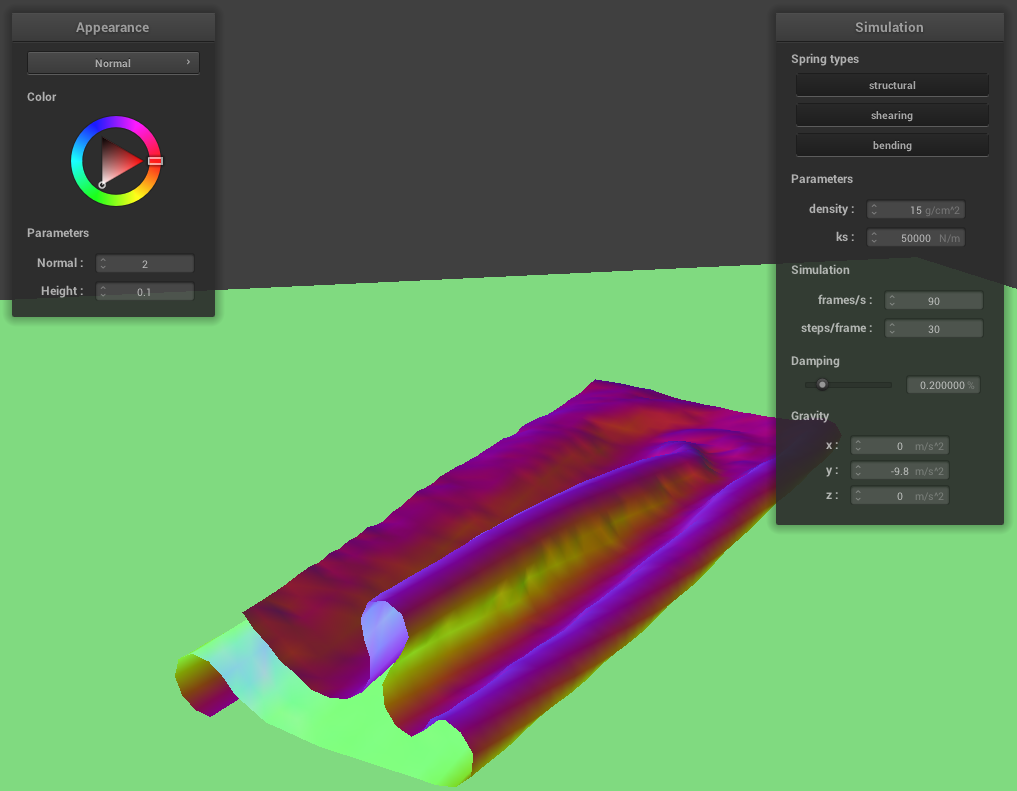 Appearance
Normal
Color
Parameters
Normal : 2
Height : 0.1
Simulation
Spring types
structural
shearing
bending
Parameters
density : 15 g/cm^2
ks : 50000 N/m
Simulation
frames/s : 90
steps/frame : 30
Damping
0.200000 %
Gravity
x : 0 m/s^2
y : -9.8 m/s^2
z : 0 m/s^2